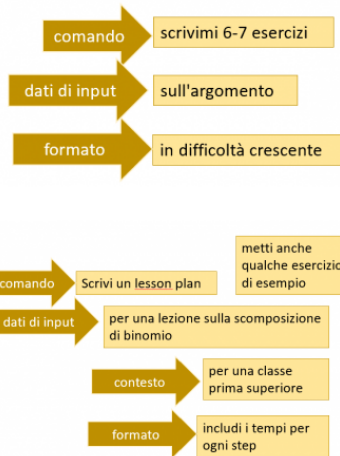 comando
scrivimi 6-7 esercizi
dati di input
sull'argomento
formato
in difficoltà crescente
metti anche
qualche esercizio
di esempio
comando
Scrivi un lesson plan
dati di input
per una lezione sulla scomposizione
di binomio
contesto
per una classe
prima superiore
formato
includi i tempi per
ogni step